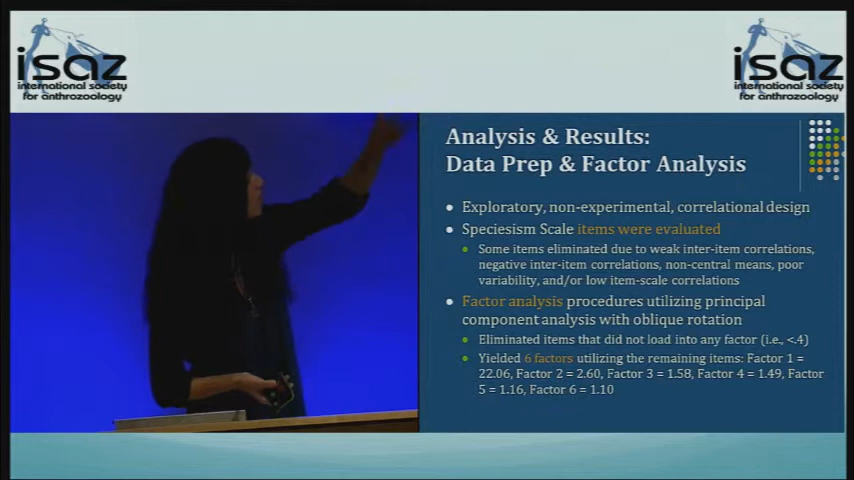 isaz
international society
for anthrozoology
isaz
international society
for anthrozoology
Analysis & Results:
Data Prep & Factor Analysis
Exploratory, non-experimental, correlational design
Speciesism Scale items were evaluated
Some items eliminated due to weak inter-item correlations,
negative inter-item correlations, non-central means, poor
variability, and/or low item-scale correlations
Factor analysis procedures utilizing principal
component analysis with oblique rotation
Eliminated items that did not load into any factor (i.e., <.4)
Yielded 6 factors utilizing the remaining items: Factor 1 =
22.06, Factor 2 = 2.60, Factor 3 = 1.58, Factor 4 = 1.49, Factor
5 = 1.16, Factor 6 = 1.10